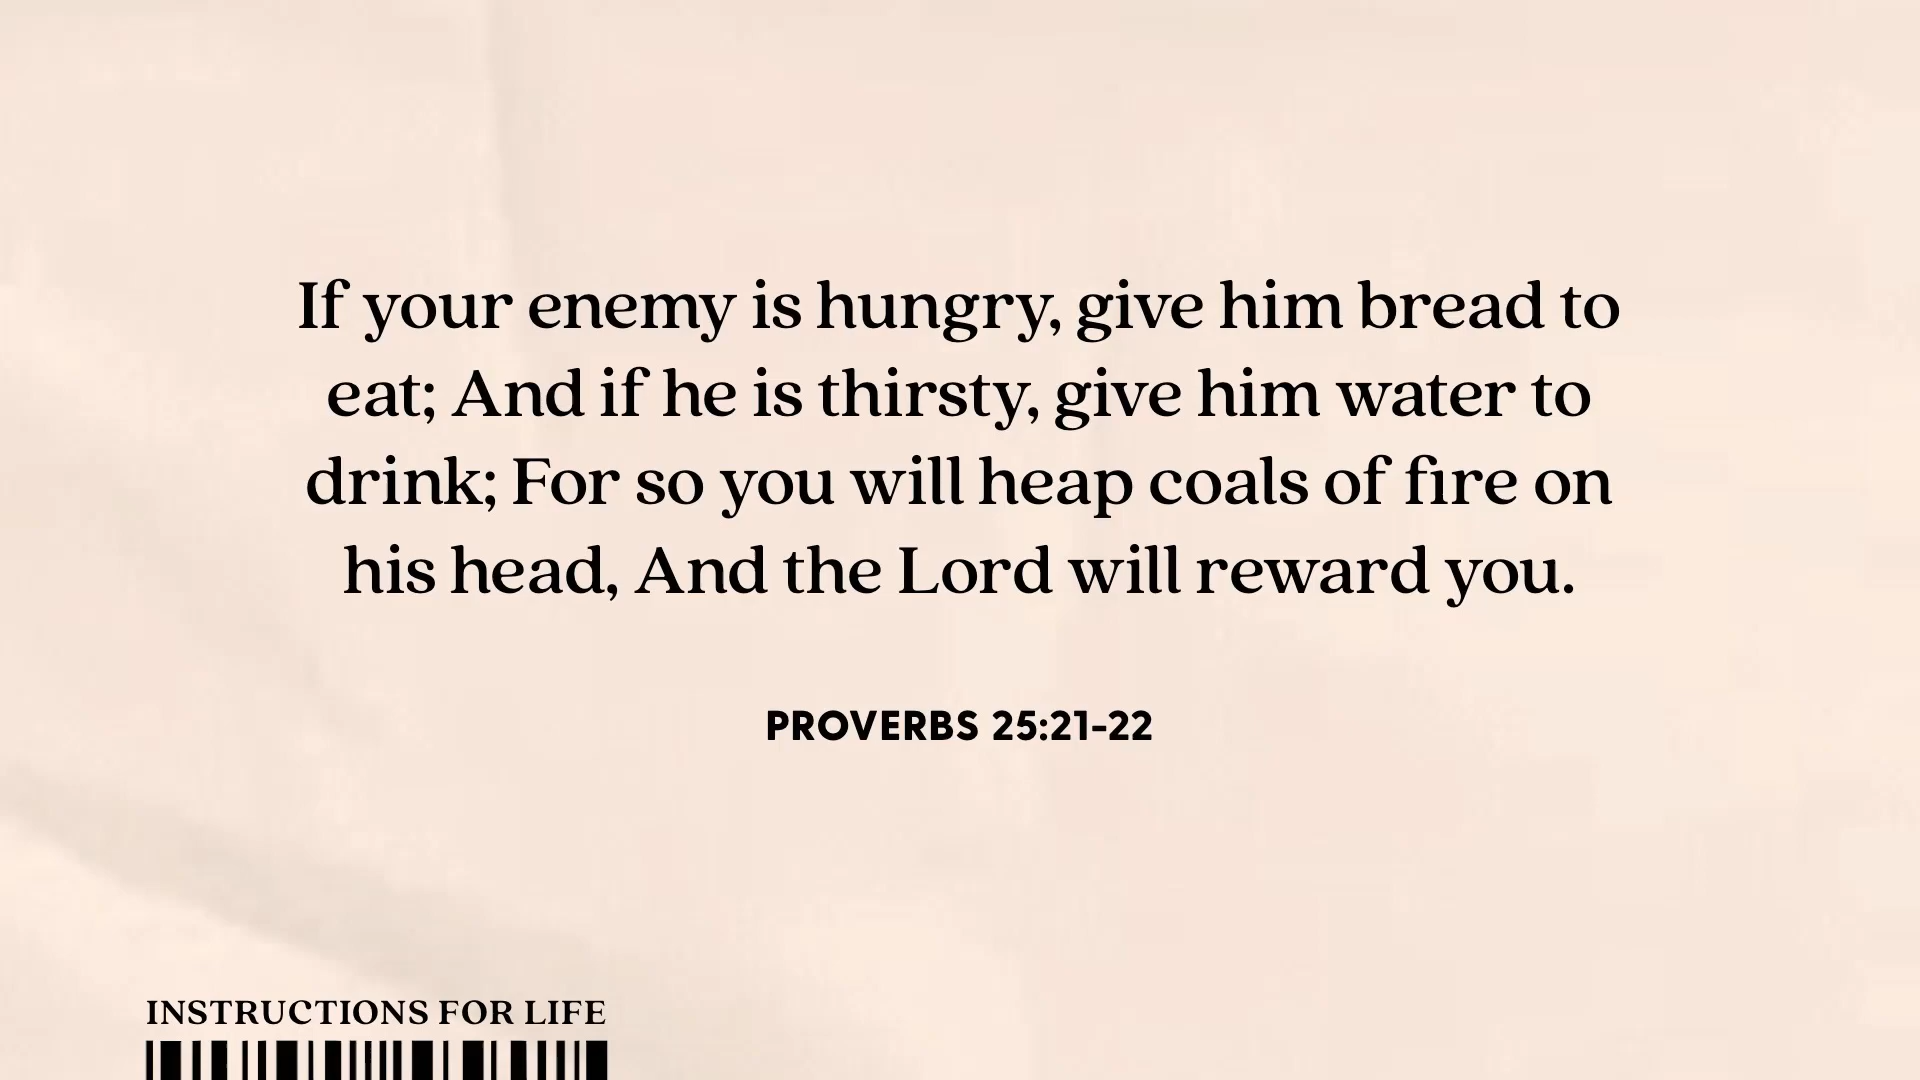 If your enemy is hungry, give him bread to
eat; And if he is thirsty, give him water to
drink; For so you will heap coals of fire on
his head, And the Lord will reward you.
PROVERBS 25:21-22
INSTRUCTIONS FOR LIFE